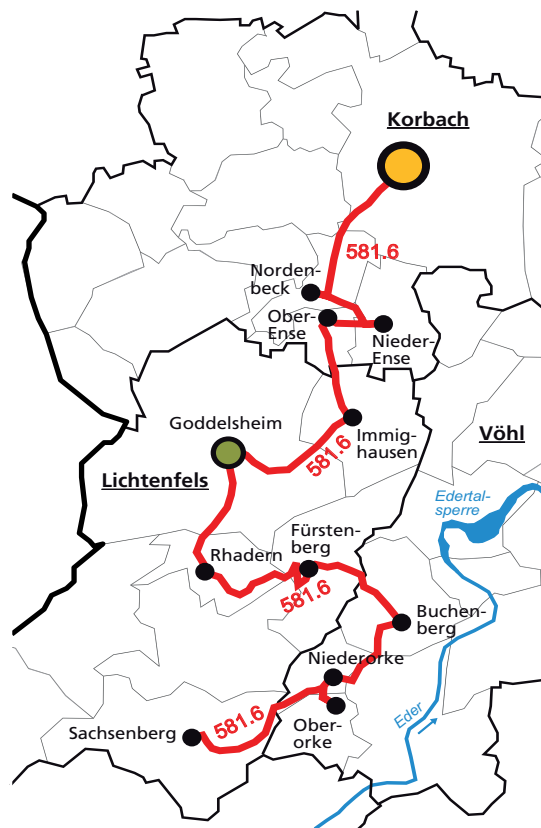 Korbach
581.6
Norden-
beck
Ober-
Ense
Nieder-
Ense
Goddelsheim
Immig-
hausen
581.6
Vöhl
Lichtenfels
Edertal-
sperre
Fürsten-
berg
Rhadern
581.6
Buchen-
berg
Niederorke
581.6
Sachsenberg
Ober-
orke
Eder